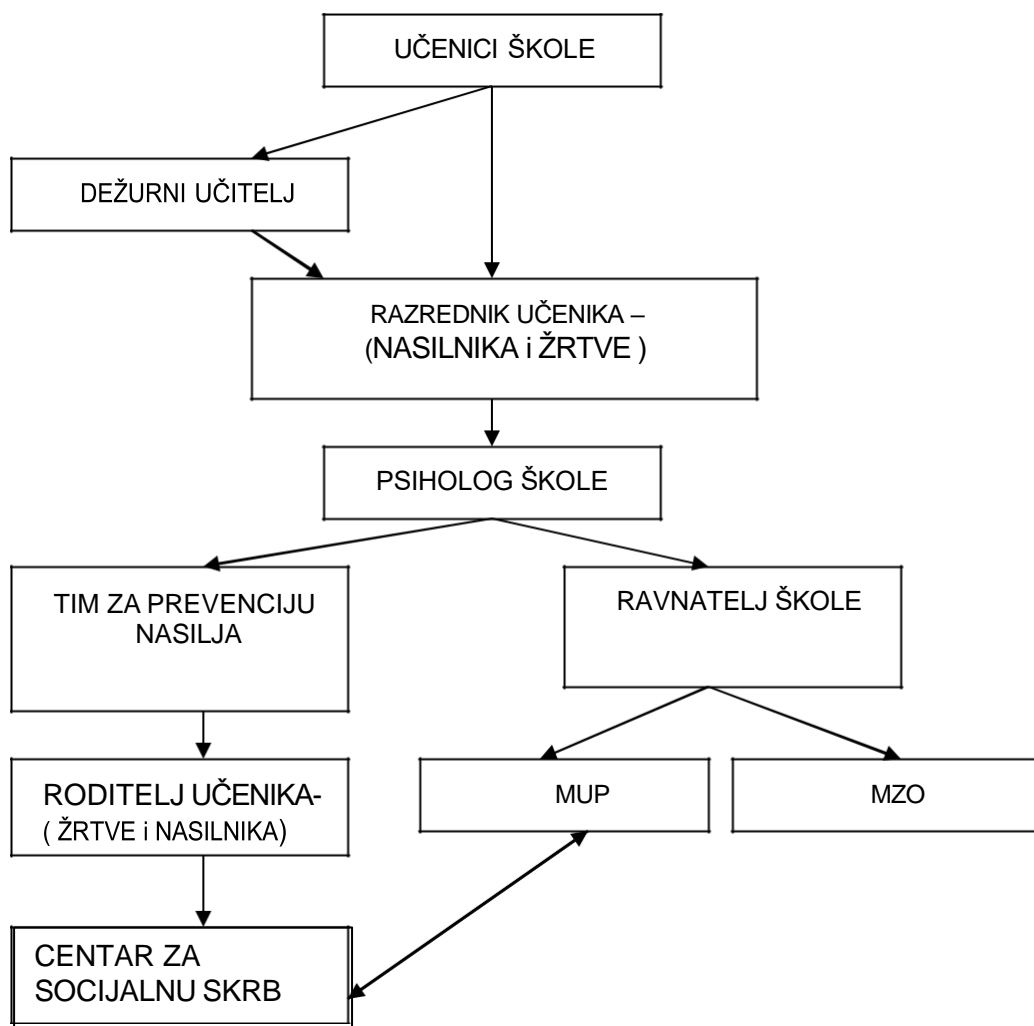 UČENICI ŠKOLE
DEŽURNI UČITELJ
RAZREDNIK UČENIKA –
(NASILNIKA i ŽRTVE )
PSIHOLOG ŠKOLE
TIM ZA PREVENCIJU
NASILJA
RAVNATELJ ŠKOLE
RODITELJ UČENIKA-
( ŽRTVE i NASILNIKA)
MUP
MZO
CENTAR ZA
SOCIJALNU SKRB